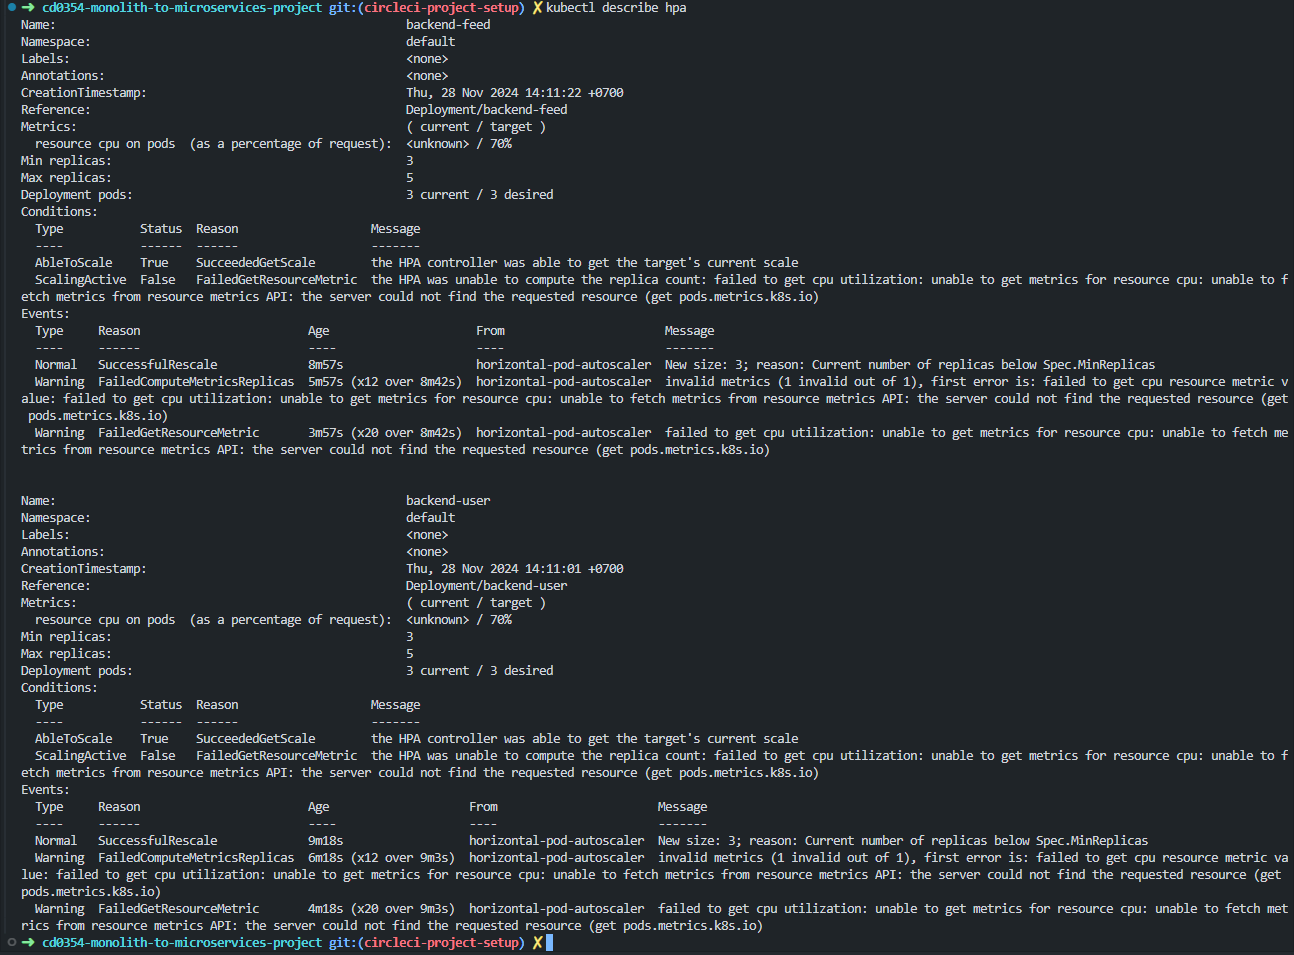 ➜ cd0354-monolith-to-microservices-project git:(circleci-project-setup) ✗ kubectl describe hpa
Name: backend-feed
Namespace: default
Labels: <none>
Annotations: <none>
CreationTimestamp: Thu, 28 Nov 2024 14:11:22 +0700
Reference: Deployment/backend-feed
Metrics: ( current / target )
resource cpu on pods (as a percentage of request): <unknown> / 70%
Min replicas: 3
Max replicas: 5
Deployment pods: 3 current / 3 desired
Conditions:
Type Status Reason Message
---- ------ ------ -------
AbleToScale True SucceededGetScale the HPA controller was able to get the target's current scale
ScalingActive False FailedGetResourceMetric the HPA was unable to compute the replica count: failed to get cpu utilization: unable to get metrics for resource cpu: unable to f
etch metrics from resource metrics API: the server could not find the requested resource (get pods.metrics.k8s.io)
Events:
Type Reason Age From Message
---- ------ ---- ---- -------
Normal SuccessfulRescale 8m57s horizontal-pod-autoscaler New size: 3; reason: Current number of replicas below Spec.MinReplicas
Warning FailedComputeMetricsReplicas 5m57s (x12 over 8m42s) horizontal-pod-autoscaler invalid metrics (1 invalid out of 1), first error is: failed to get cpu resource metric v
alue: failed to get cpu utilization: unable to get metrics for resource cpu: unable to fetch metrics from resource metrics API: the server could not find the requested resource (get
pods.metrics.k8s.io)
Warning FailedGetResourceMetric 3m57s (x20 over 8m42s) horizontal-pod-autoscaler failed to get cpu utilization: unable to get metrics for resource cpu: unable to fetch me
trics from resource metrics API: the server could not find the requested resource (get pods.metrics.k8s.io)
Name: backend-user
Namespace: default
Labels: <none>
Annotations: <none>
CreationTimestamp: Thu, 28 Nov 2024 14:11:01 +0700
Reference: Deployment/backend-user
Metrics: ( current / target )
resource cpu on pods (as a percentage of request): <unknown> / 70%
Min replicas: 3
Max replicas: 5
Deployment pods: 3 current / 3 desired
Conditions:
Type Status Reason Message
---- ------ ------ -------
AbleToScale True SucceededGetScale the HPA controller was able to get the target's current scale
ScalingActive False FailedGetResourceMetric the HPA was unable to compute the replica count: failed to get cpu utilization: unable to get metrics for resource cpu: unable to f
etch metrics from resource metrics API: the server could not find the requested resource (get pods.metrics.k8s.io)
Events:
Type Reason Age From Message
---- ------ ---- ---- -------
Normal SuccessfulRescale 9m18s horizontal-pod-autoscaler New size: 3; reason: Current number of replicas below Spec.MinReplicas
Warning FailedComputeMetricsReplicas 6m18s (x12 over 9m3s) horizontal-pod-autoscaler invalid metrics (1 invalid out of 1), first error is: failed to get cpu resource metric va
lue: failed to get cpu utilization: unable to get metrics for resource cpu: unable to fetch metrics from resource metrics API: the server could not find the requested resource (get
pods.metrics.k8s.io)
Warning FailedGetResourceMetric 4m18s (x20 over 9m3s) horizontal-pod-autoscaler failed to get cpu utilization: unable to get metrics for resource cpu: unable to fetch met
rics from resource metrics API: the server could not find the requested resource (get pods.metrics.k8s.io)
➜ cd0354-monolith-to-microservices-project git:(circleci-project-setup) ✗